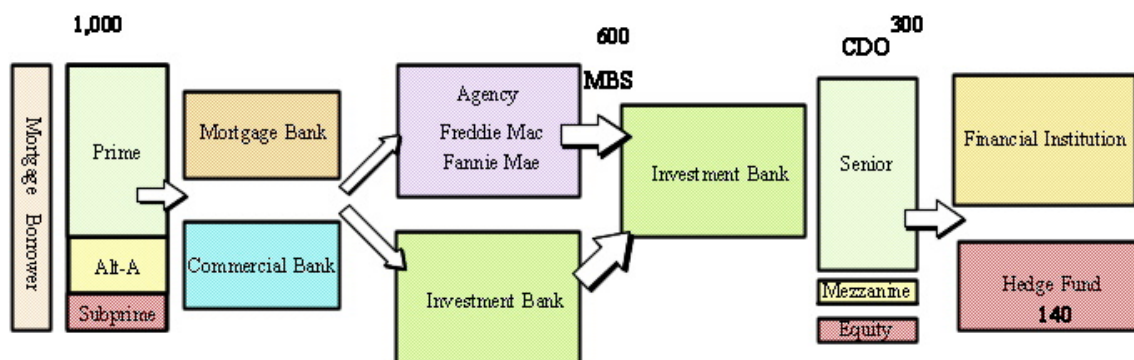 1,000
600
300
CDO
MBS
Mortgage Borrower
Prime
Alt-A
Subprime
Mortgage Bank
Commercial Bank
Agency
Freddie Mac
Fannie Mae
Investment Bank
Investment Bank
Senior
Mezzanine
Equity
Financial Institution
Hedge Fund
140